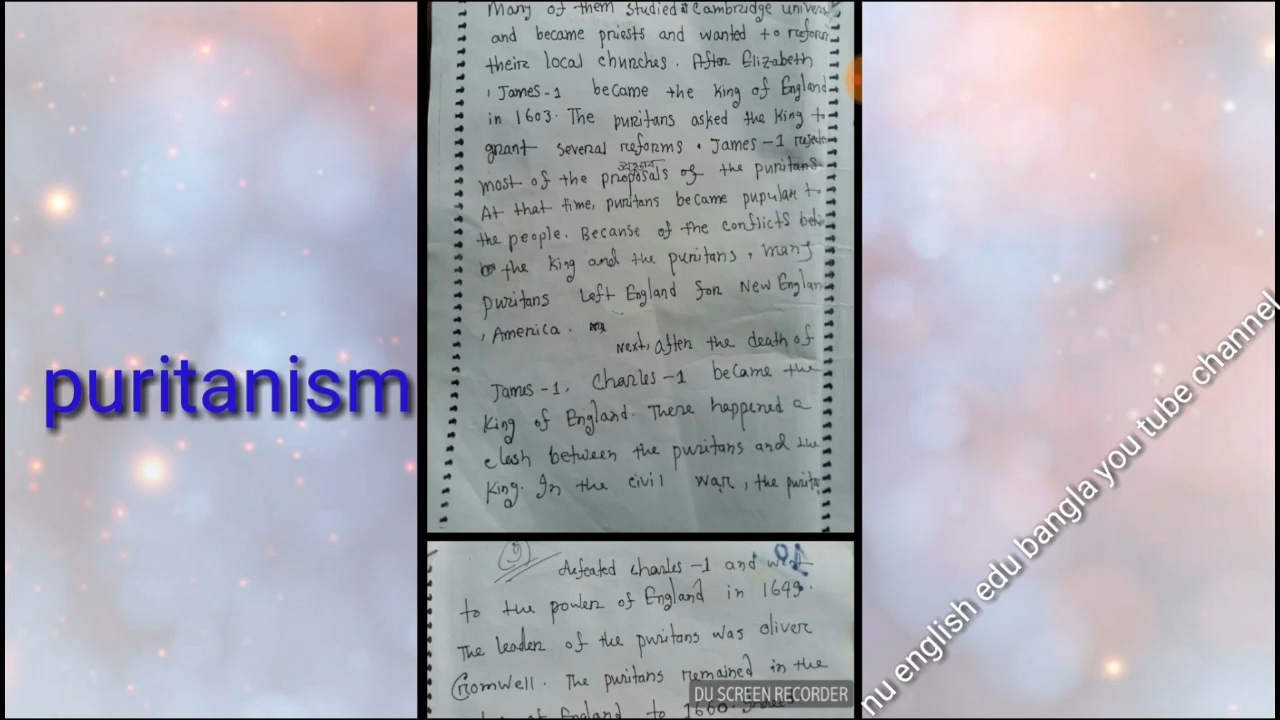 Many of them studied Cambridge
and became priests and wanted to
their local churches. After Elizabeth
, James-1 became the King of England
in 1603. The puritans asked the King to
grant several reforms. James-1
most of the proposals of the puritans
At that time, puritans became pupular
the people. Because of the conflicts
the King and the puritans, many
puritans Left England for New Englan
, America.
Next, after the death of
James-1. Charles-1 became the
King of England. There happened a
clash between the puritans and the
King. In the civil war, the purita
defeated charles-1 and went
to the power of England in 1649.
The leader of the puritans was oliver
Cromwell. The puritans remained in the
of England to 1660.
puritanism
nu english edu bangla you tube channel
DU SCREEN RECORDER